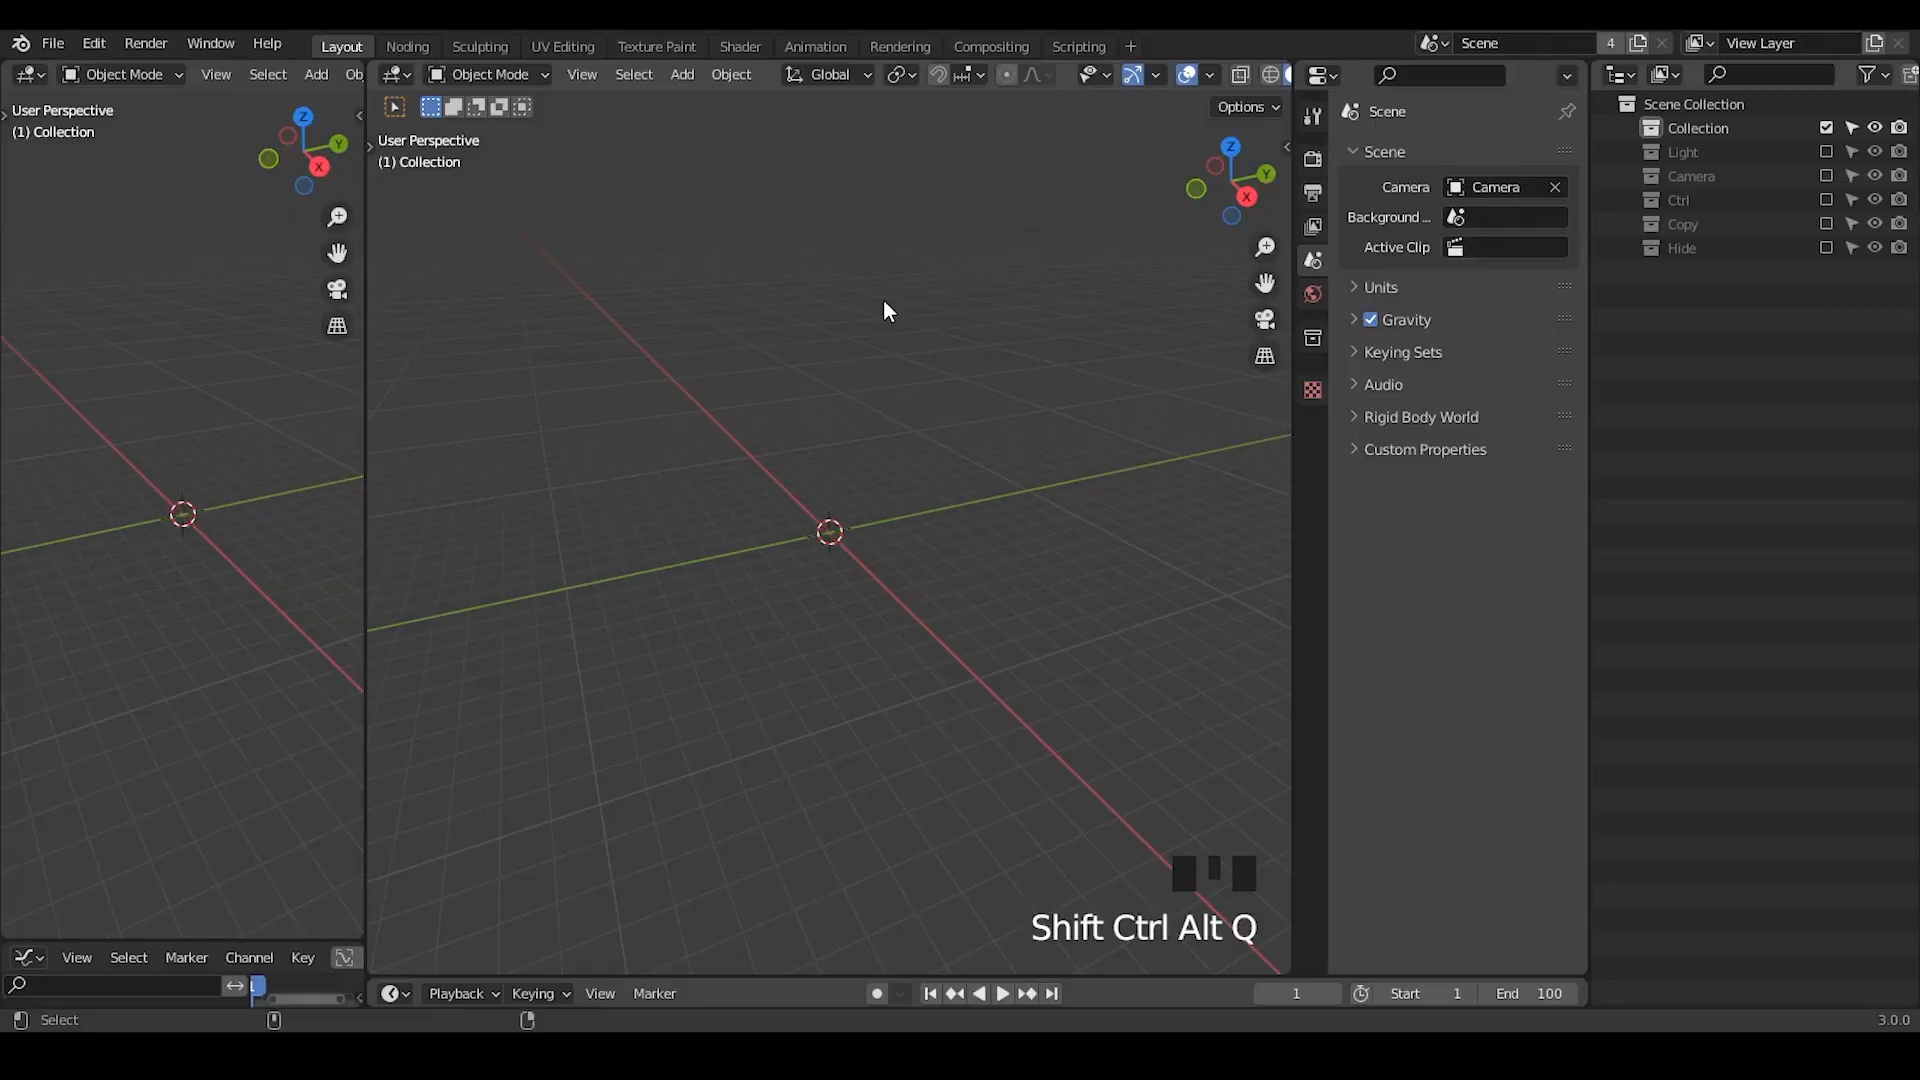 File Edit Render Window Help Layout Noding Sculpting UV Editing Texture Paint Shader Animation Rendering Compositing Scripting + Scene 4 View Layer
Object Mode View Select Add Ob
Object Mode View Select Add Object Global
Options
User Perspective
(1) Collection
Z
Y
X
User Perspective
(1) Collection
Z
Y
X
Scene
Scene
Camera Camera
Background ...
Active Clip
Units
Gravity
Keying Sets
Audio
Rigid Body World
Custom Properties
Scene Collection
Collection
Light
Camera
Ctrl
Copy
Hide
Shift Ctrl Alt Q
View Select Marker Channel Key
1
Playback Keying View Marker 1 Start 1 End 100
Select
3.0.0